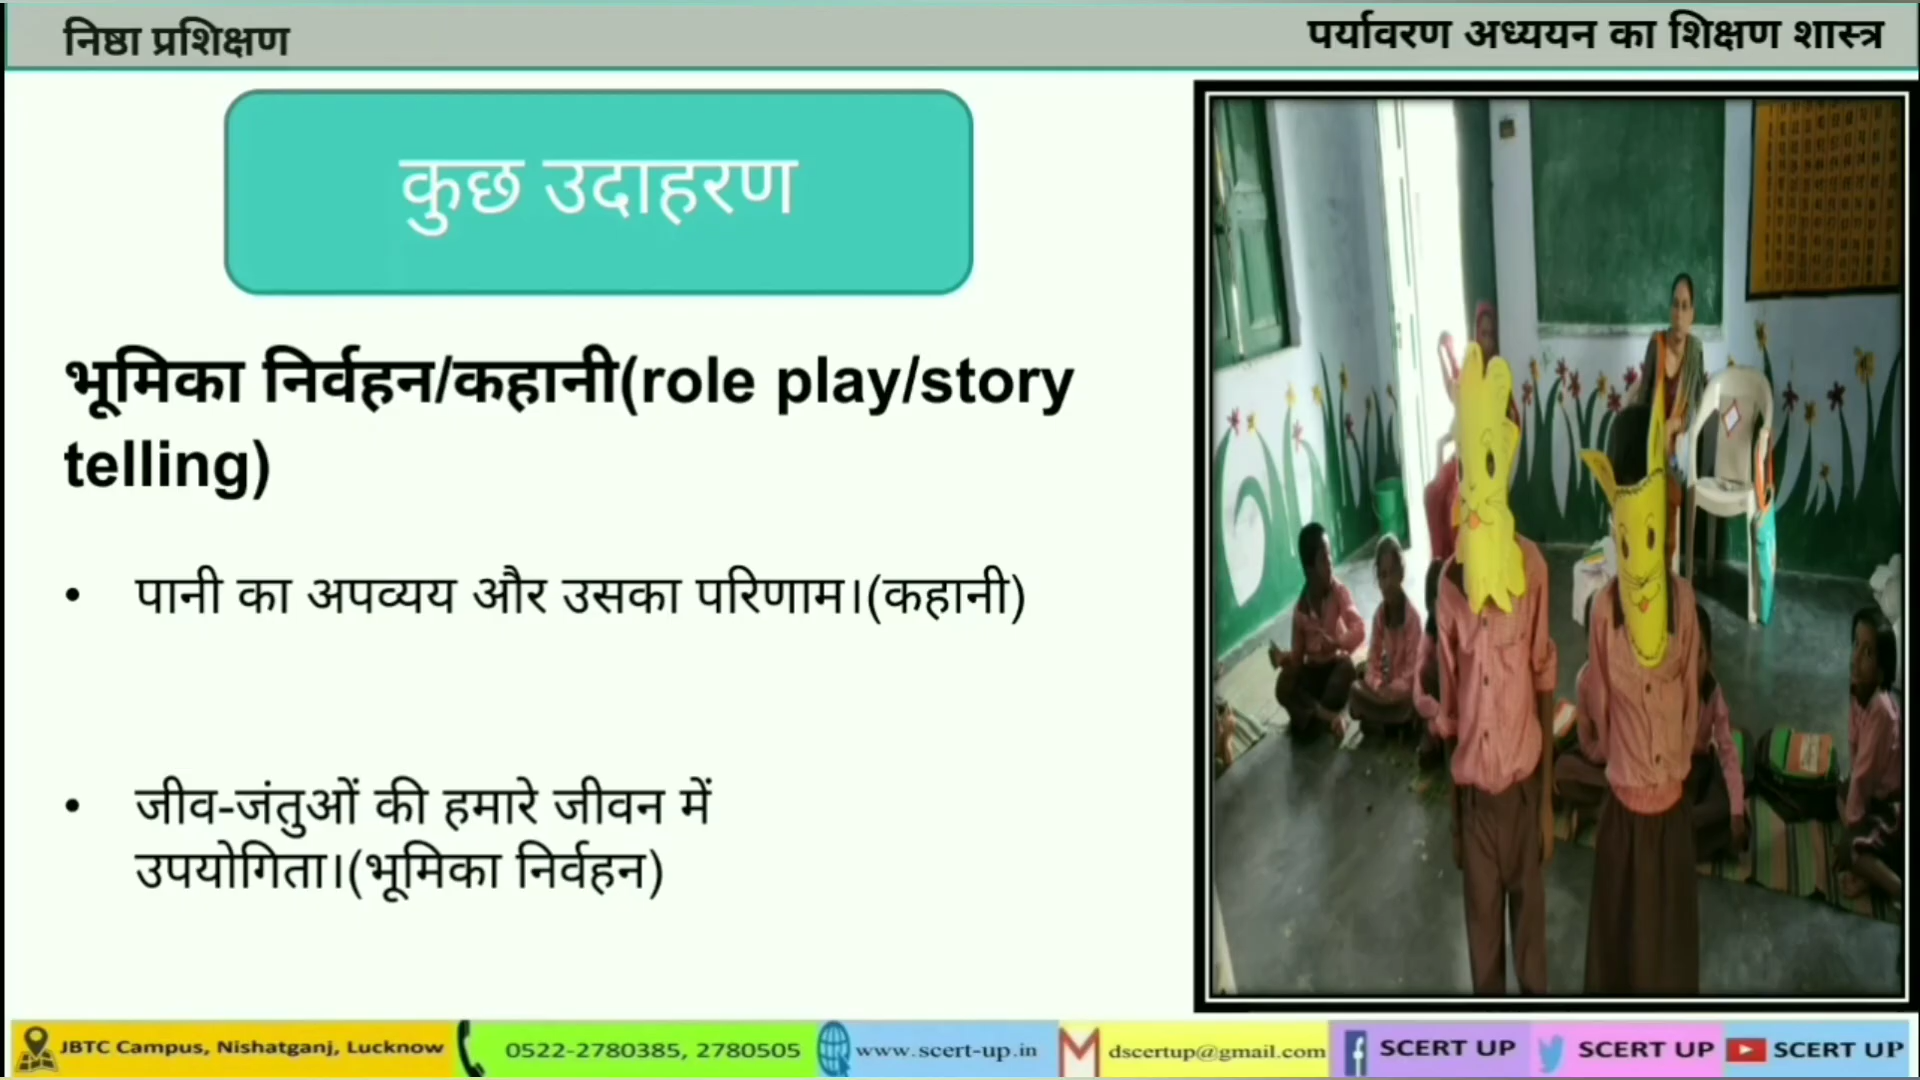 निष्ठा प्रशिक्षण
पर्यावरण अध्ययन का शिक्षण शास्त्र
कुछ उदाहरण
भूमिका निर्वहन/कहानी(role play/story
telling)
• पानी का अपव्यय और उसका परिणाम।(कहानी)
• जीव-जंतुओं की हमारे जीवन में
उपयोगिता।(भूमिका निर्वहन)
JBTC Campus, Nishatganj, Lucknow
0522-2780385, 2780505
www.scert-up.in
dscertup@gmail.com
SCERT UP
SCERT UP
SCERT UP